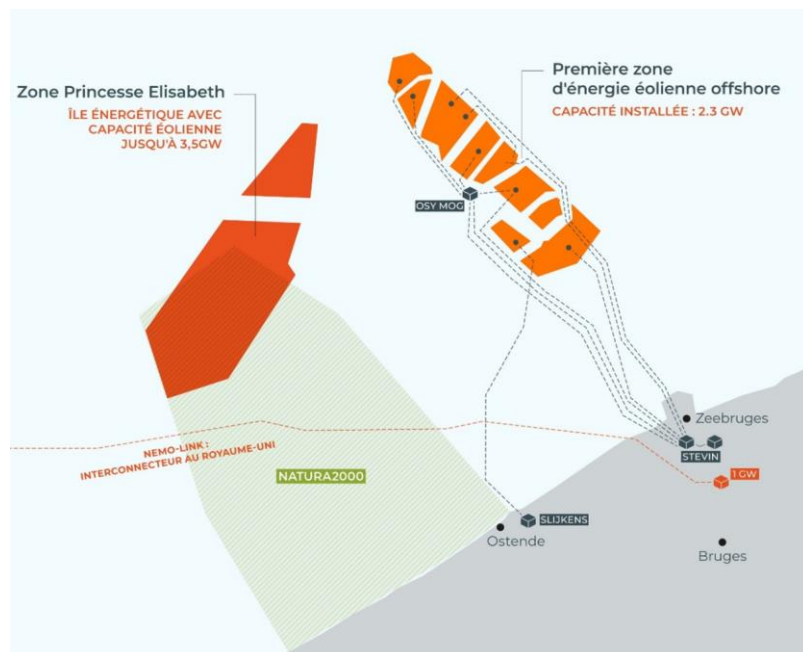 Zone Princesse Elisabeth
ÎLE ÉNERGÉTIQUE AVEC
CAPACITÉ ÉOLIENNE
JUSQU'À 3,5GW
Première zone
d'énergie éolienne offshore
CAPACITÉ INSTALLÉE : 2.3 GW
OSY MOG
Zeebruges
STEVIN
NEMO-LINK :
INTERCONNECTEUR AU ROYAUME-UNI
1 GW
NATURA2000
SLIJKENS
Ostende
Bruges